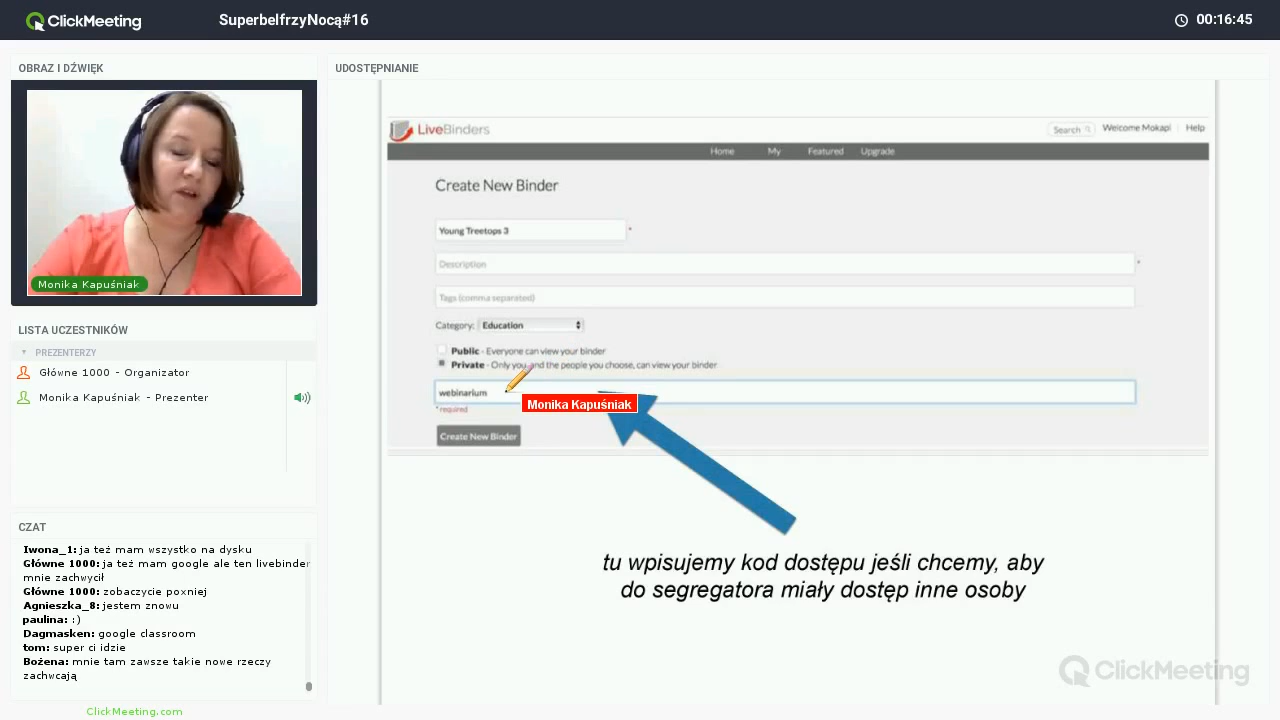 ClickMeeting
SuperbelfrzyNocą#16
00:16:45
OBRAZ I DŹWIĘK
Monika Kapuśniak
LISTA UCZESTNIKÓW
PREZENTERZY
Główne 1000 - Organizator
Monika Kapuśniak - Prezenter
CZAT
Iwona_1: ja też mam wszystko na dysku
Główne 1000: ja też mam google ale ten livebinder
mnie zachwycił
Główne 1000: zobaczycie poxniej
Agnieszka_8: jestem znowu
paulina: :)
Dagmasken: google classroom
tom: super ci idzie
Bożena: mnie tam zawsze takie nowe rzeczy
zachwcają
ClickMeeting.com
UDOSTĘPNIANIE
LiveBinders
Search
Welcome Mokapi
Help
Home My Featured Upgrade
Create New Binder
Young Treetops 3 *
Description *
Tags (comma separated)
Category: Education
Public - Everyone can view your binder
Private - Only you, and the people you choose, can view your binder
webinarium
Monika Kapuśniak
* required
Create New Binder
tu wpisujemy kod dostępu jeśli chcemy, aby
do segregatora miały dostęp inne osoby
ClickMeeting